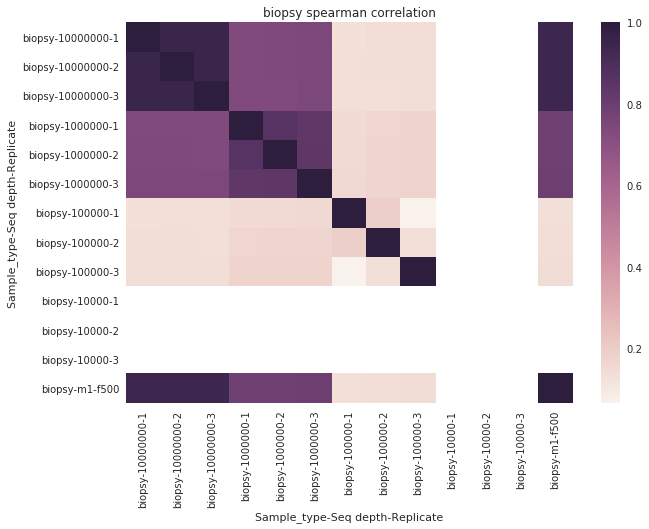 biopsy spearman correlation
Sample_type-Seq depth-Replicate
biopsy-10000000-1
biopsy-10000000-2
biopsy-10000000-3
biopsy-1000000-1
biopsy-1000000-2
biopsy-1000000-3
biopsy-100000-1
biopsy-100000-2
biopsy-100000-3
biopsy-10000-1
biopsy-10000-2
biopsy-10000-3
biopsy-m1-f500
1.0
0.8
0.6
0.4
0.2
biopsy-10000000-1
biopsy-10000000-2
biopsy-10000000-3
biopsy-1000000-1
biopsy-1000000-2
biopsy-1000000-3
biopsy-100000-1
biopsy-100000-2
biopsy-100000-3
biopsy-10000-1
biopsy-10000-2
biopsy-10000-3
biopsy-m1-f500
Sample_type-Seq depth-Replicate